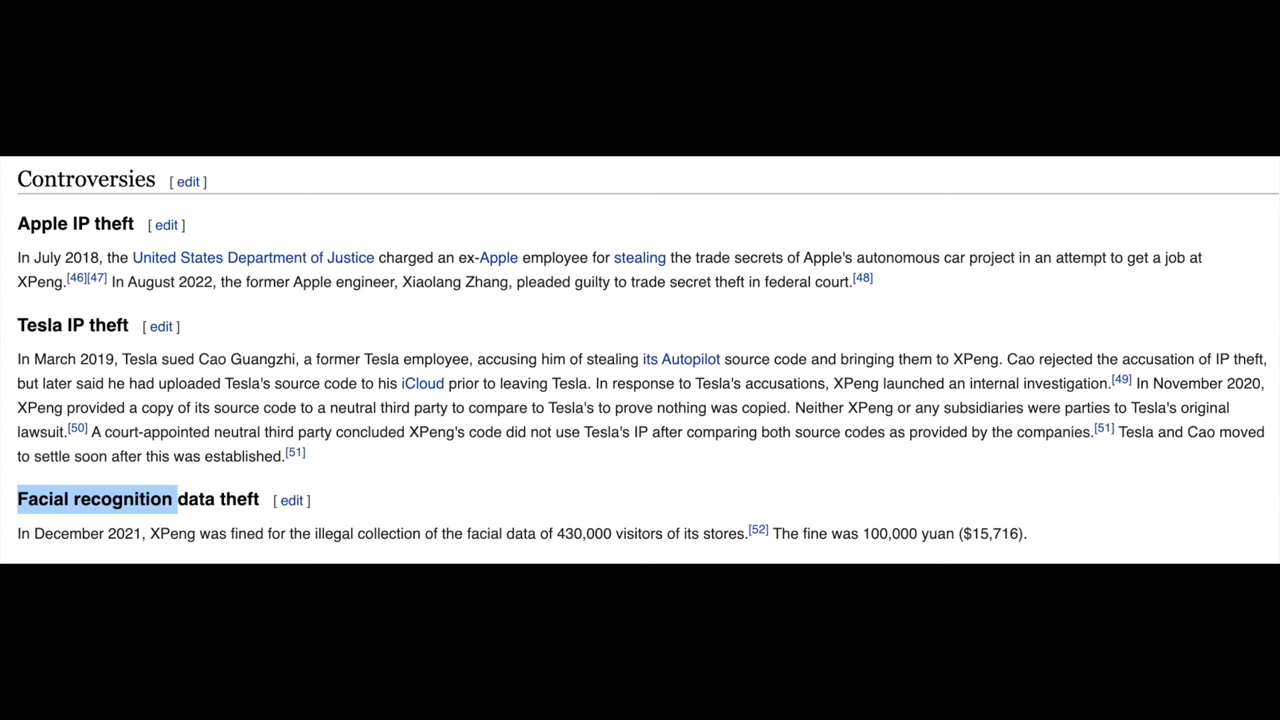 Controversies [ edit ]
Apple IP theft [ edit ]
In July 2018, the United States Department of Justice charged an ex-Apple employee for stealing the trade secrets of Apple's autonomous car project in an attempt to get a job at
XPeng.[46][47] In August 2022, the former Apple engineer, Xiaolang Zhang, pleaded guilty to trade secret theft in federal court.[48]
Tesla IP theft [ edit ]
In March 2019, Tesla sued Cao Guangzhi, a former Tesla employee, accusing him of stealing its Autopilot source code and bringing them to XPeng. Cao rejected the accusation of IP theft,
but later said he had uploaded Tesla's source code to his iCloud prior to leaving Tesla. In response to Tesla's accusations, XPeng launched an internal investigation.[49] In November 2020,
XPeng provided a copy of its source code to a neutral third party to compare to Tesla's to prove nothing was copied. Neither XPeng or any subsidiaries were parties to Tesla's original
lawsuit.[50] A court-appointed neutral third party concluded XPeng's code did not use Tesla's IP after comparing both source codes as provided by the companies.[51] Tesla and Cao moved
to settle soon after this was established.[51]
Facial recognition data theft [ edit ]
In December 2021, XPeng was fined for the illegal collection of the facial data of 430,000 visitors of its stores.[52] The fine was 100,000 yuan ($15,716).